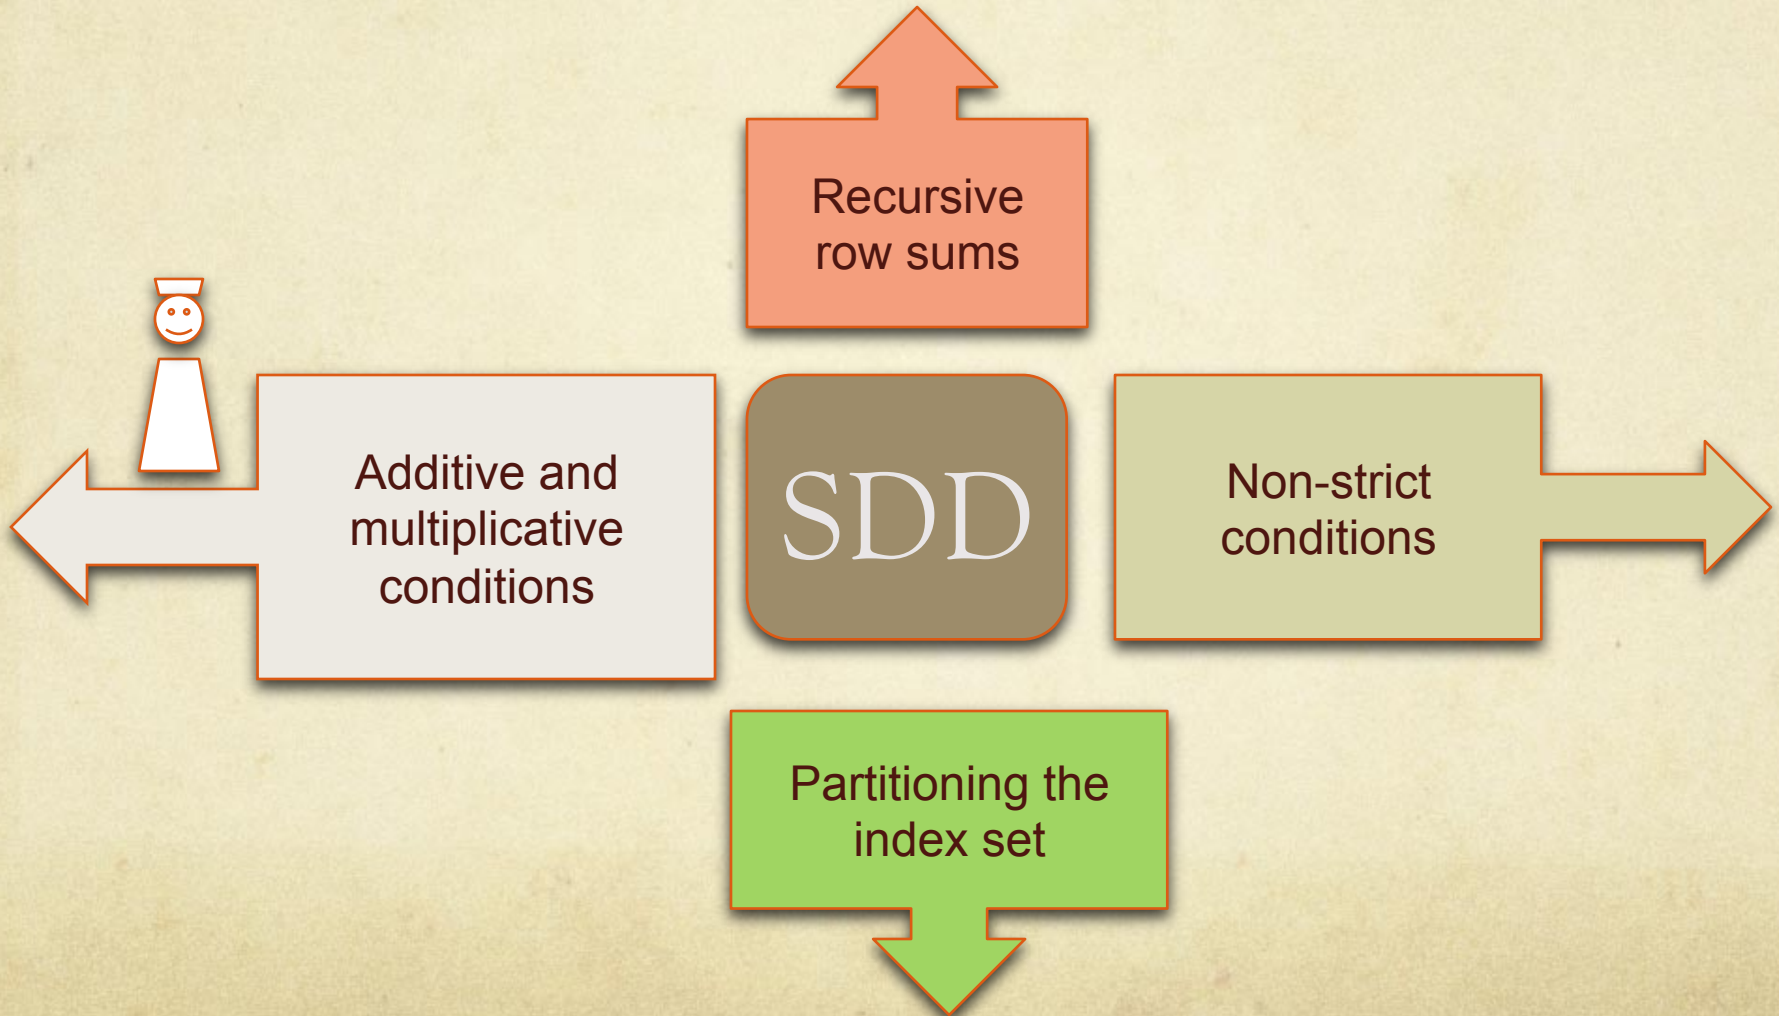 Recursive
row sums
Additive and
multiplicative
conditions
SDD
Non-strict
conditions
Partitioning the
index set